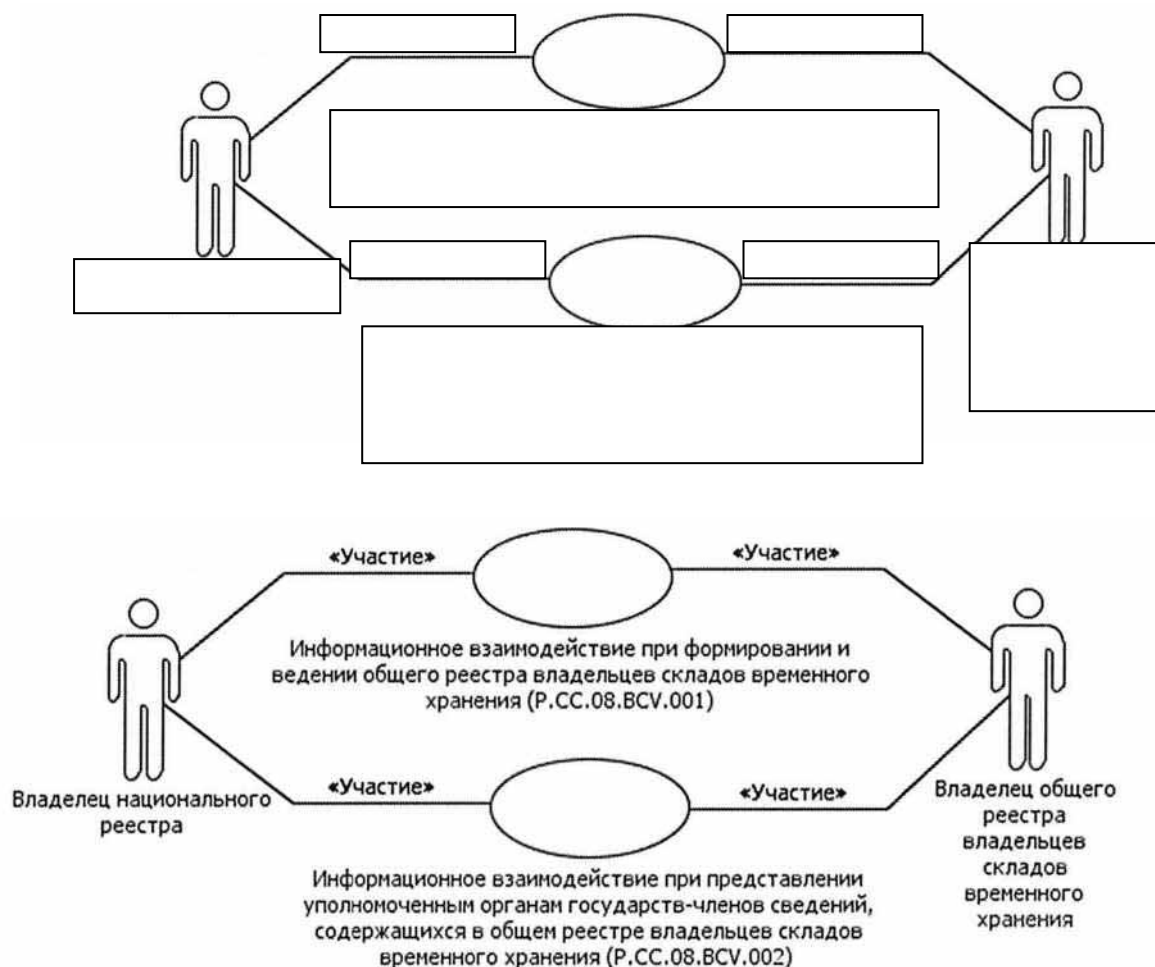 «Участие»
«Участие»
Информационное взаимодействие при формировании и
ведении общего реестра владельцев складов временного
хранения (P.CC.08.BCV.001)
«Участие»
«Участие»
Владелец национального
реестра
Владелец общего
реестра
владельцев
складов
временного
хранения
Информационное взаимодействие при представлении
уполномоченным органам государств-членов сведений,
содержащихся в общем реестре владельцев складов
временного хранения (P.CC.08.BCV.002)